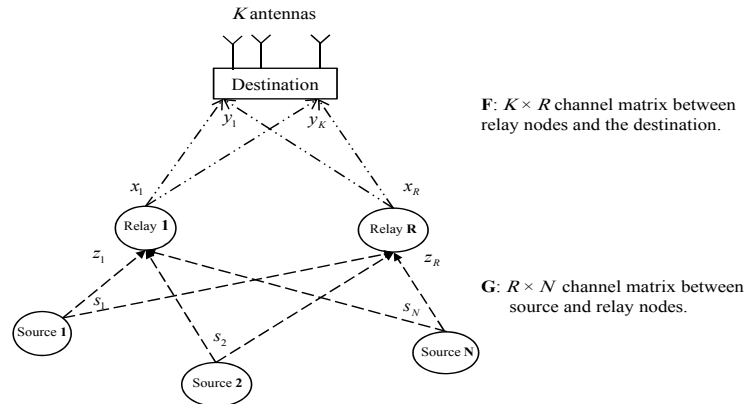 K antennas
Destination
y1 yK
F: K × R channel matrix between
relay nodes and the destination.
x1 xR
Relay 1 Relay R
z1 zR
G: R × N channel matrix between
source and relay nodes.
s1 sN
Source 1
s2
Source N
Source 2